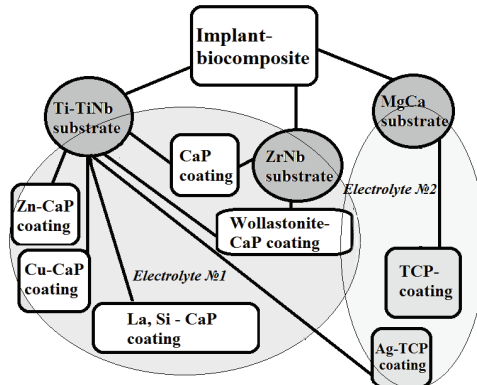 Implant-
biocomposite
Ti-TiNb
substrate
MgCa
substrate
CaP
coating
ZrNb
substrate
Electrolyte №2
Zn-CaP
coating
Wollastonite-
CaP coating
Cu-CaP
coating
Electrolyte №1
TCP-
coating
La, Si - CaP
coating
Ag-TCP
coating